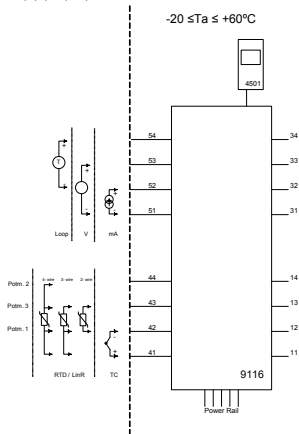 -20 ≤Ta ≤ +60ºC
4501
54
53
52
51
44
43
42
41
34
33
32
31
14
13
12
11
T
+
-
+
-
+
-
Loop
V
mA
4- wire
3- wire
2- wire
Potm. 2
Potm. 3
Potm. 1
-
+
RTD / LinR
TC
9116
Power Rail